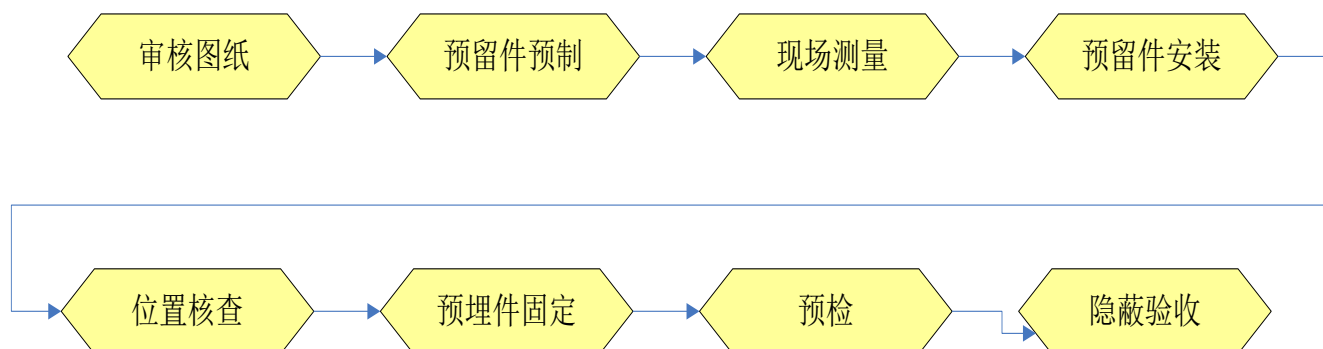 审核图纸
预留件预制
现场测量
预留件安装
位置核查
预埋件固定
预检
隐蔽验收